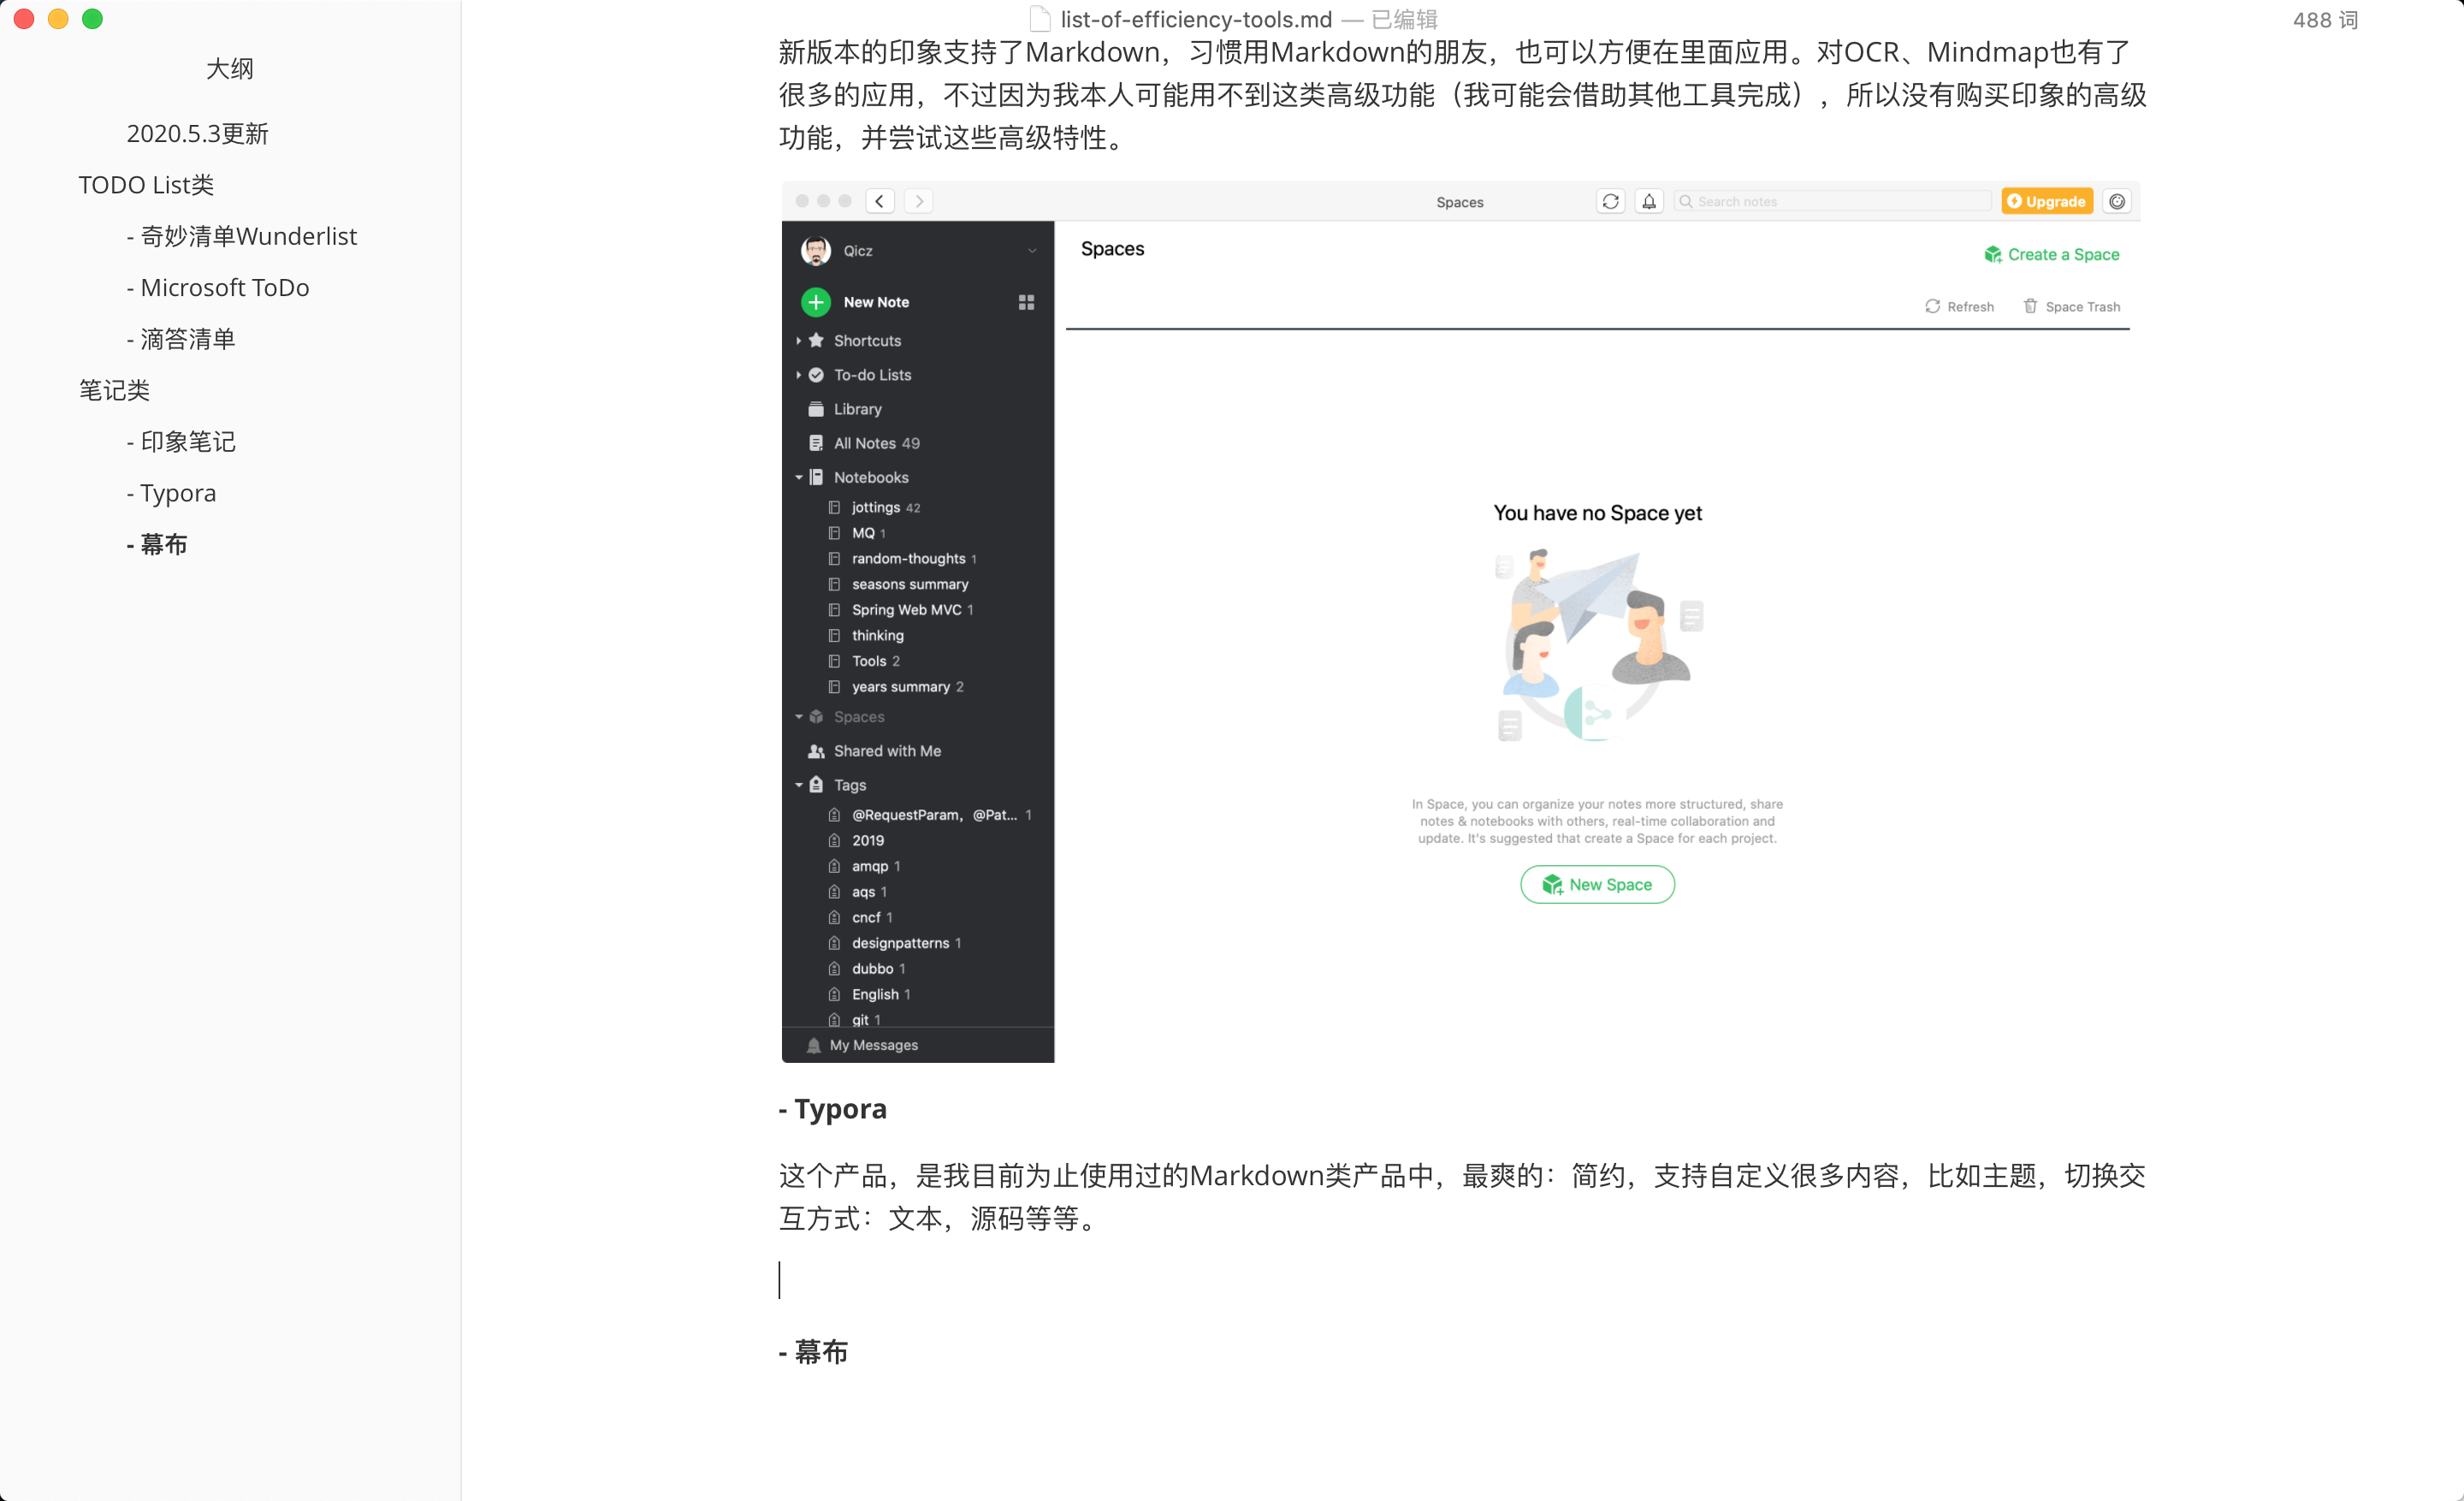 list-of-efficiency-tools.md — 已编辑
488 词
大纲
2020.5.3更新
TODO List类
- 奇妙清单Wunderlist
- Microsoft ToDo
- 滴答清单
笔记类
- 印象笔记
- Typora
- 幕布
新版本的印象支持了Markdown，习惯用Markdown的朋友，也可以方便在里面应用。对OCR、Mindmap也有了
很多的应用，不过因为我本人可能用不到这类高级功能（我可能会借助其他工具完成），所以没有购买印象的高级
功能，并尝试这些高级特性。
Spaces
Search notes
Upgrade
Qicz
New Note
Shortcuts
To-do Lists
Library
All Notes 49
Notebooks
jottings 42
MQ 1
random-thoughts 1
seasons summary
Spring Web MVC 1
thinking
Tools 2
years summary 2
Spaces
Shared with Me
Tags
@RequestParam，@Pat... 1
2019
amqp 1
aqs 1
cncf 1
designpatterns 1
dubbo 1
English 1
git 1
My Messages
Spaces
Create a Space
Refresh
Space Trash
You have no Space yet
In Space, you can organize your notes more structured, share
notes & notebooks with others, real-time collaboration and
update. It's suggested that create a Space for each project.
New Space
- Typora
这个产品，是我目前为止使用过的Markdown类产品中，最爽的：简约，支持自定义很多内容，比如主题，切换交
互方式：文本，源码等等。
- 幕布